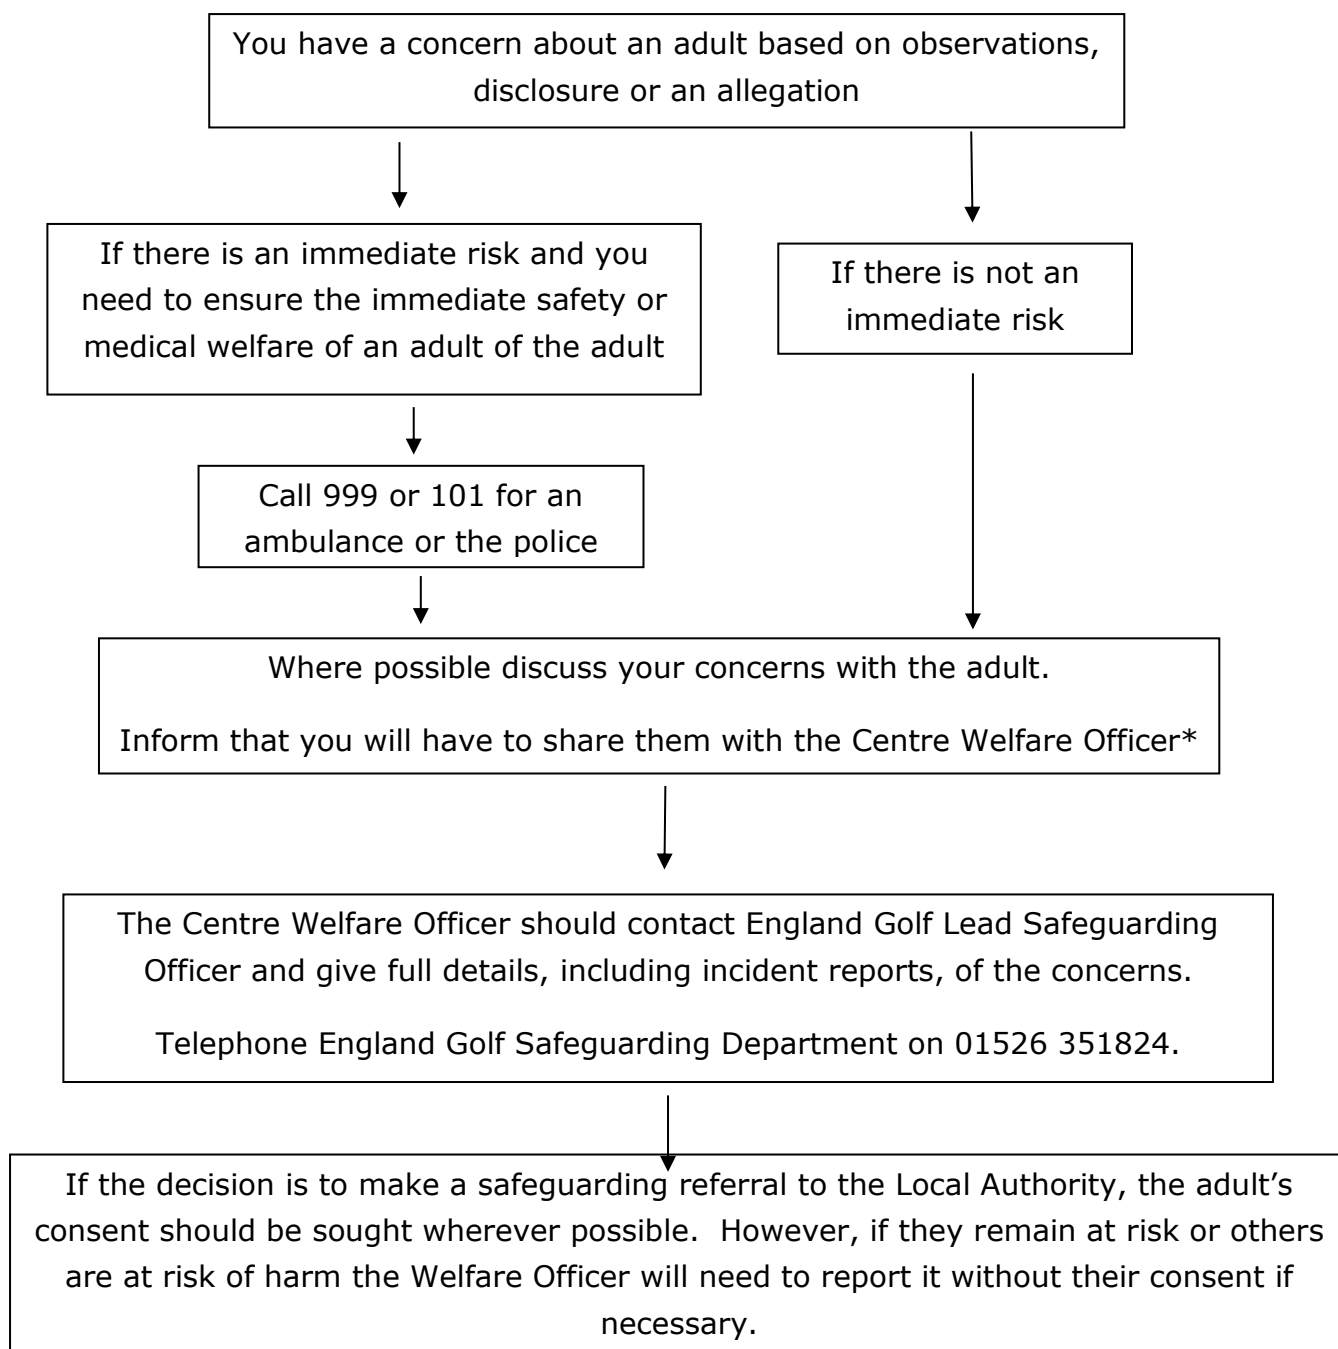 You have a concern about an adult based on observations,
disclosure or an allegation
If there is an immediate risk and you
need to ensure the immediate safety or
medical welfare of an adult of the adult
If there is not an
immediate risk
Call 999 or 101 for an
ambulance or the police
Where possible discuss your concerns with the adult.
Inform that you will have to share them with the Centre Welfare Officer*
The Centre Welfare Officer should contact England Golf Lead Safeguarding
Officer and give full details, including incident reports, of the concerns.
Telephone England Golf Safeguarding Department on 01526 351824.
If the decision is to make a safeguarding referral to the Local Authority, the adult’s
consent should be sought wherever possible.  However, if they remain at risk or others
are at risk of harm the Welfare Officer will need to report it without their consent if
necessary.